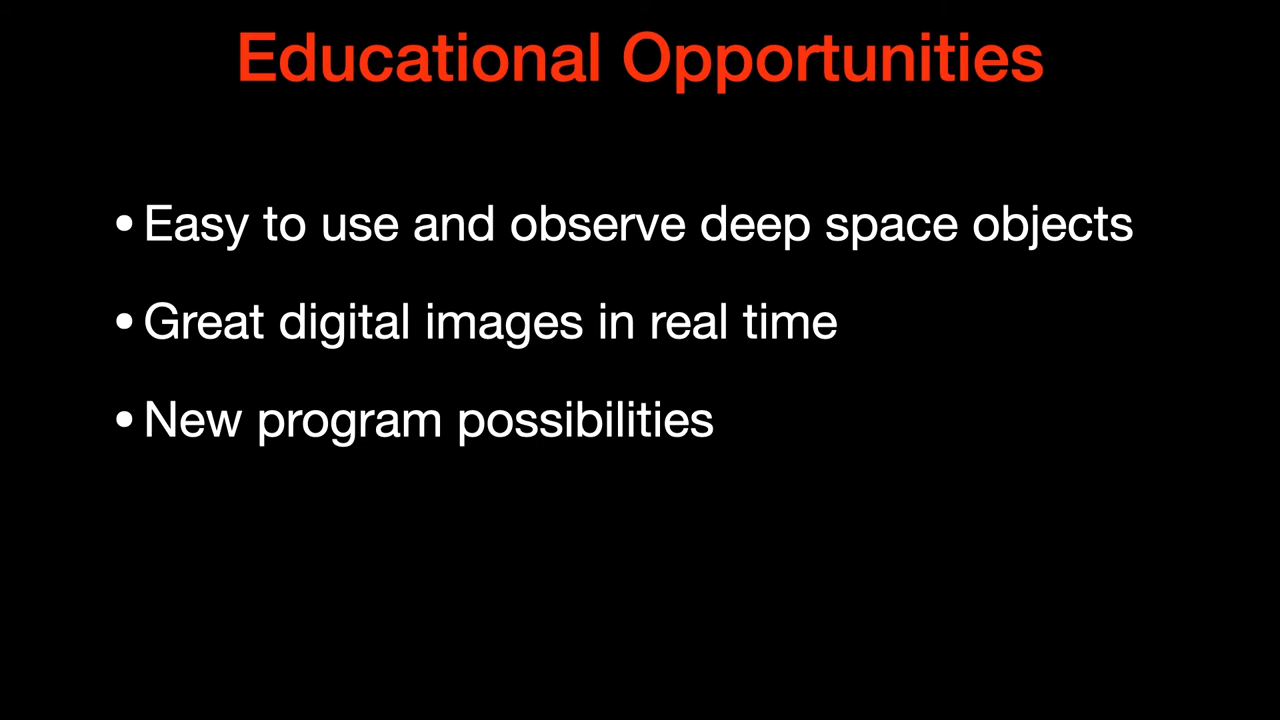 Educational Opportunities
•Easy to use and observe deep space objects
•Great digital images in real time
•New program possibilities